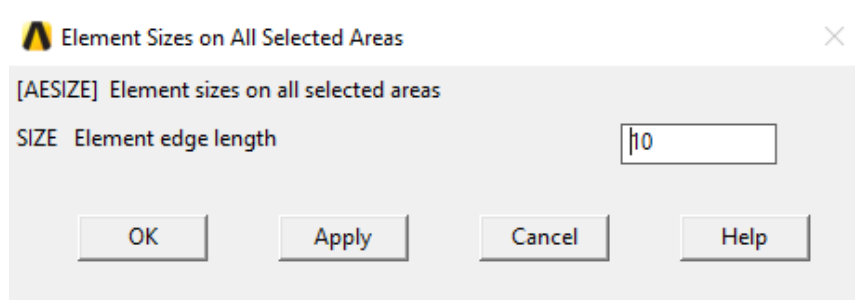 Element Sizes on All Selected Areas
[AESIZE] Element sizes on all selected areas
SIZE Element edge length 10
OK Apply Cancel Help